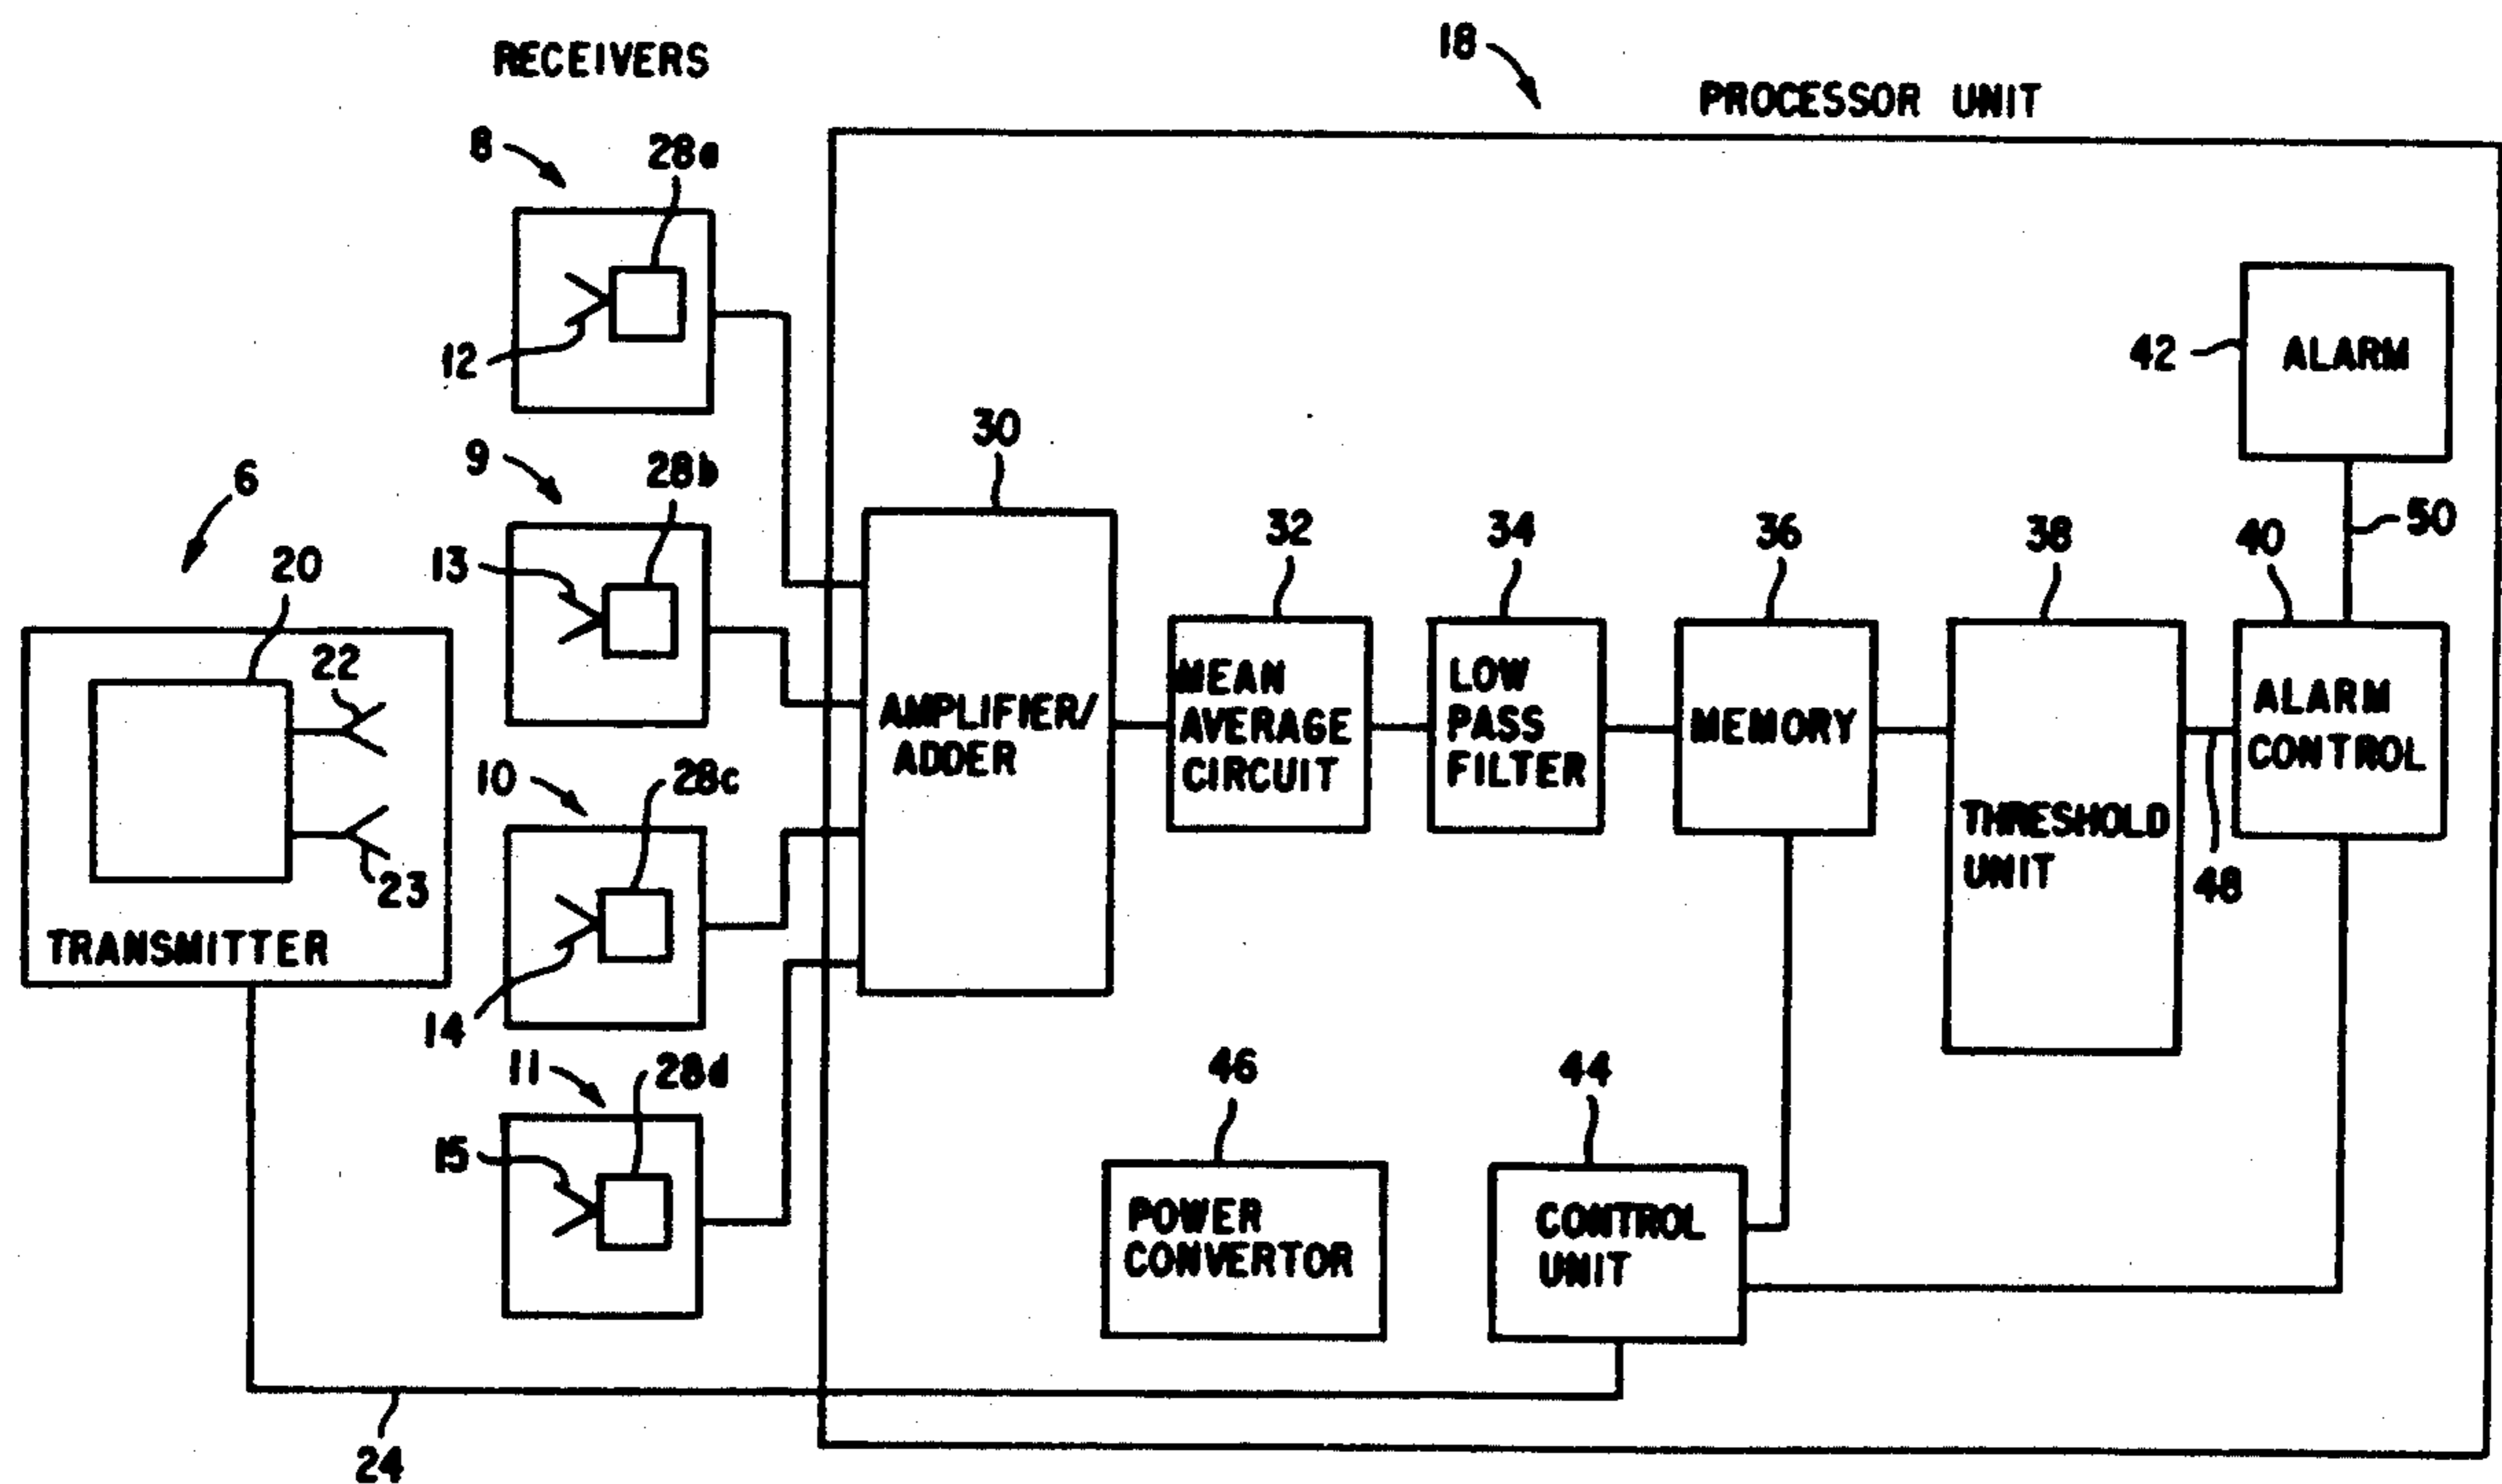 RECEIVERS
18
PROCESSOR UNIT
8
28a
12
42
ALARM
9
28b
30
6
13
32
34
36
38
40
50
20
22
MEAN
AVERAGE
CIRCUIT
LOW
PASS
FILTER
MEMORY
ALARM
CONTROL
AMPLIFIER/
ADDER
10
28c
THRESHOLD
UNIT
48
23
TRANSMITTER
14
11
28d
46
44
15
POWER
CONVERTOR
CONTROL
UNIT
24